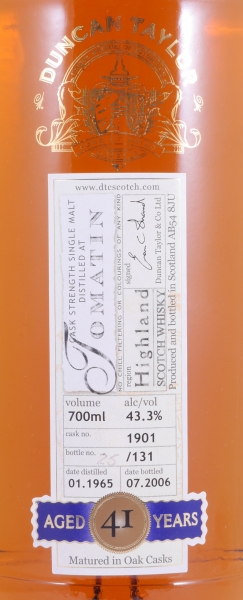 DUNCAN TAYLOR
www.dtcscotch.com
CASK STRENGTH SINGLE MALT
DISTILLED AT
TOMATIN
NO CHILL FILTERING OR COLOURINGS OF ANY KIND
signed
Duncan Taylor & Co Ltd
region
Highland
SCOTCH WHISKY
Produced and bottled in Scotland AB54 8JU
volume alc/vol
700ml 43.3%
cask no. 1901
bottle no. 25 /131
date distilled date bottled
01.1965 07.2006
AGED 41 YEARS
Matured in Oak Casks